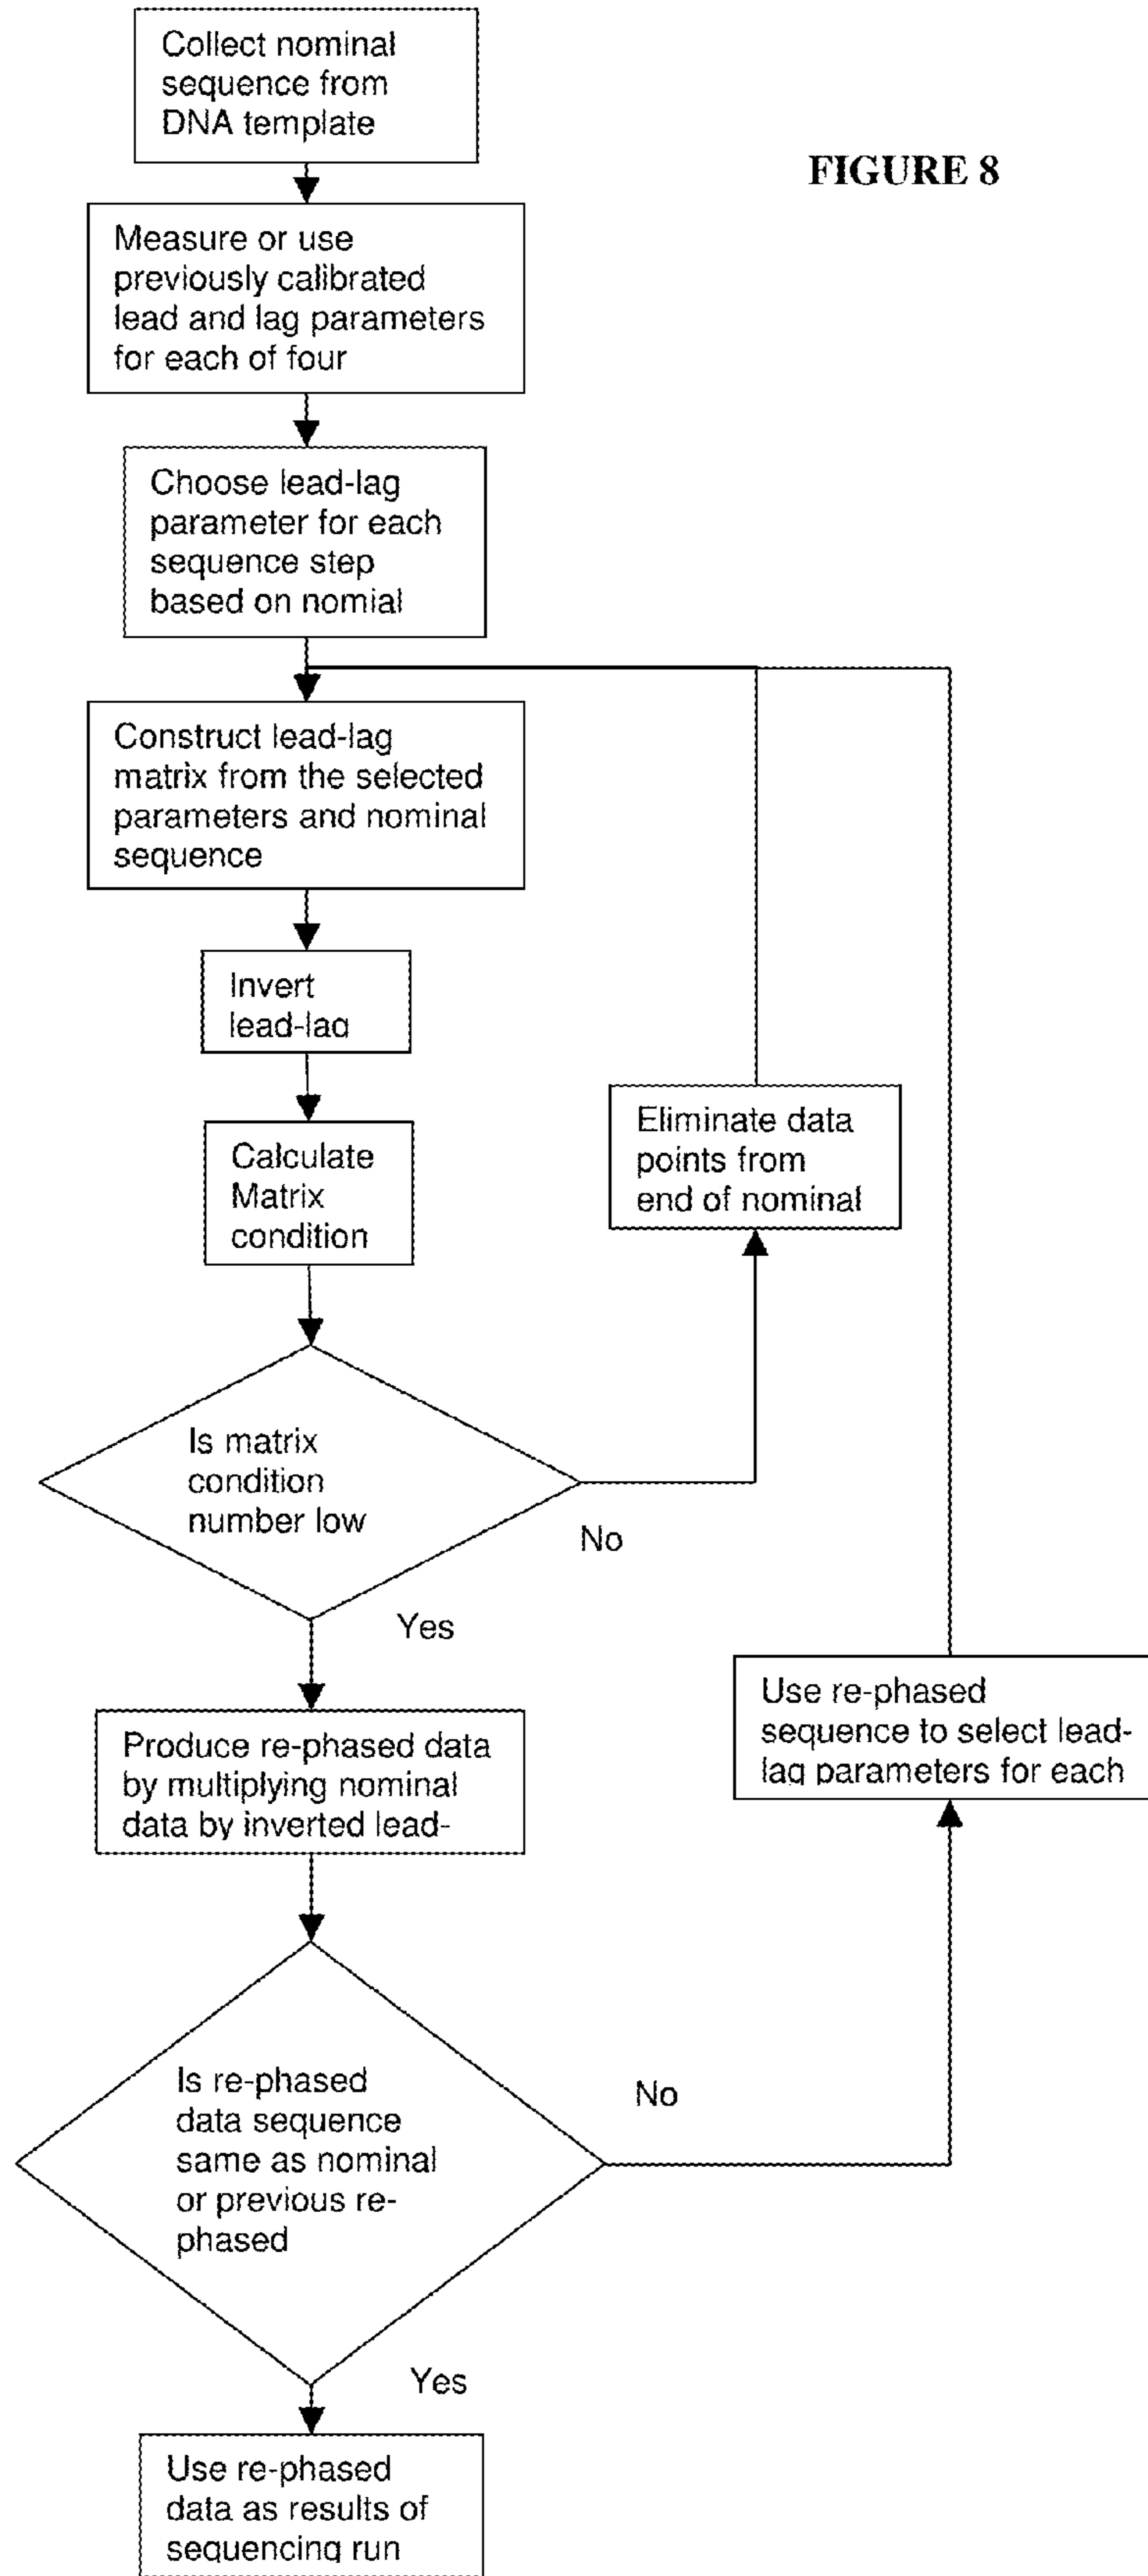 Collect nominal
sequence from
DNA template
FIGURE 8
Measure or use
previously calibrated
lead and lag parameters
for each of four
Choose lead-lag
parameter for each
sequence step
based on nomial
Construct lead-lag
matrix from the selected
parameters and nominal
sequence
Invert
lead-lag
Calculate
Matrix
condition
Eliminate data
points from
end of nominal
Is matrix
condition
number low
No
Yes
Produce re-phased data
by multiplying nominal
data by inverted lead-
Use re-phased
sequence to select lead-
lag parameters for each
Is re-phased
data sequence
same as nominal
or previous re-
phased
No
Yes
Use re-phased
data as results of
sequencing run